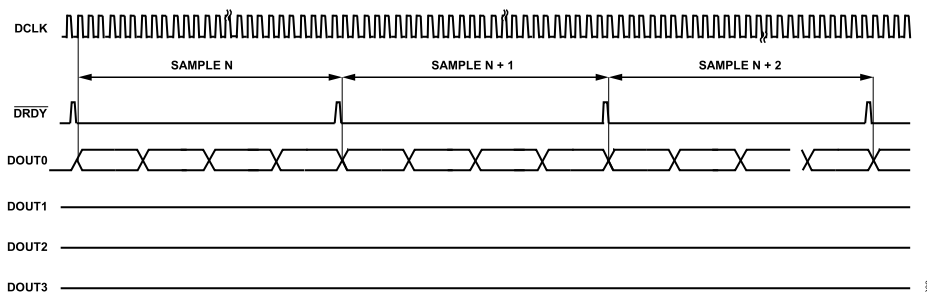 DCLK
SAMPLE N
SAMPLE N + 1
SAMPLE N + 2
DRDY
DOUT0
DOUT1
DOUT2
DOUT3